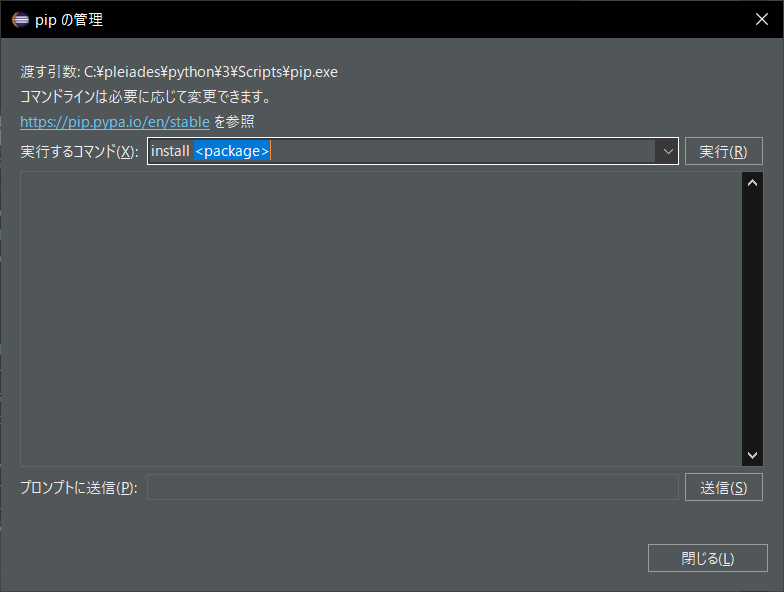 pip の管理
渡す引数: C:¥pleiades¥python¥3¥Scripts¥pip.exe
コマンドラインは必要に応じて変更できます。
https://pip.pypa.io/en/stable を参照
実行するコマンド(X): install <package> 実行(R)
プロンプトに送信(P): 送信(S)
閉じる(L)